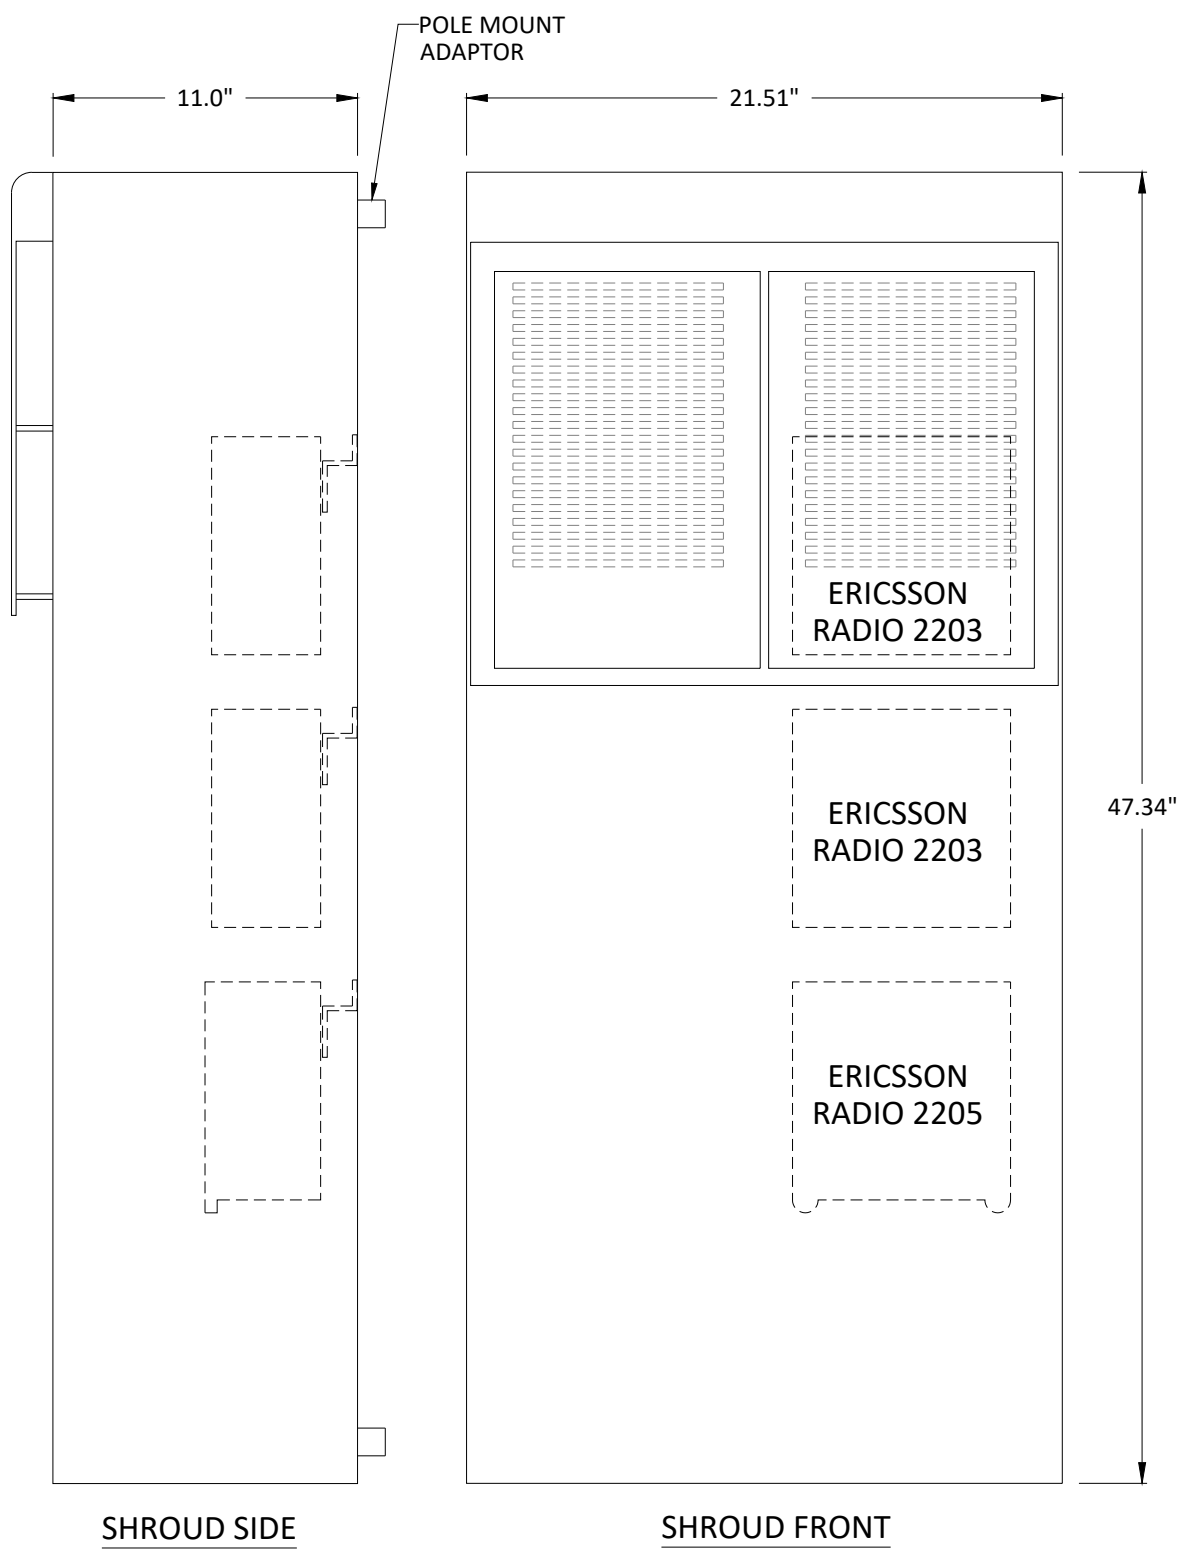 POLE MOUNT
ADAPTOR
11.0"
21.51"
ERICSSON
RADIO 2203
ERICSSON
RADIO 2203
47.34"
ERICSSON
RADIO 2205
SHROUD SIDE
SHROUD FRONT